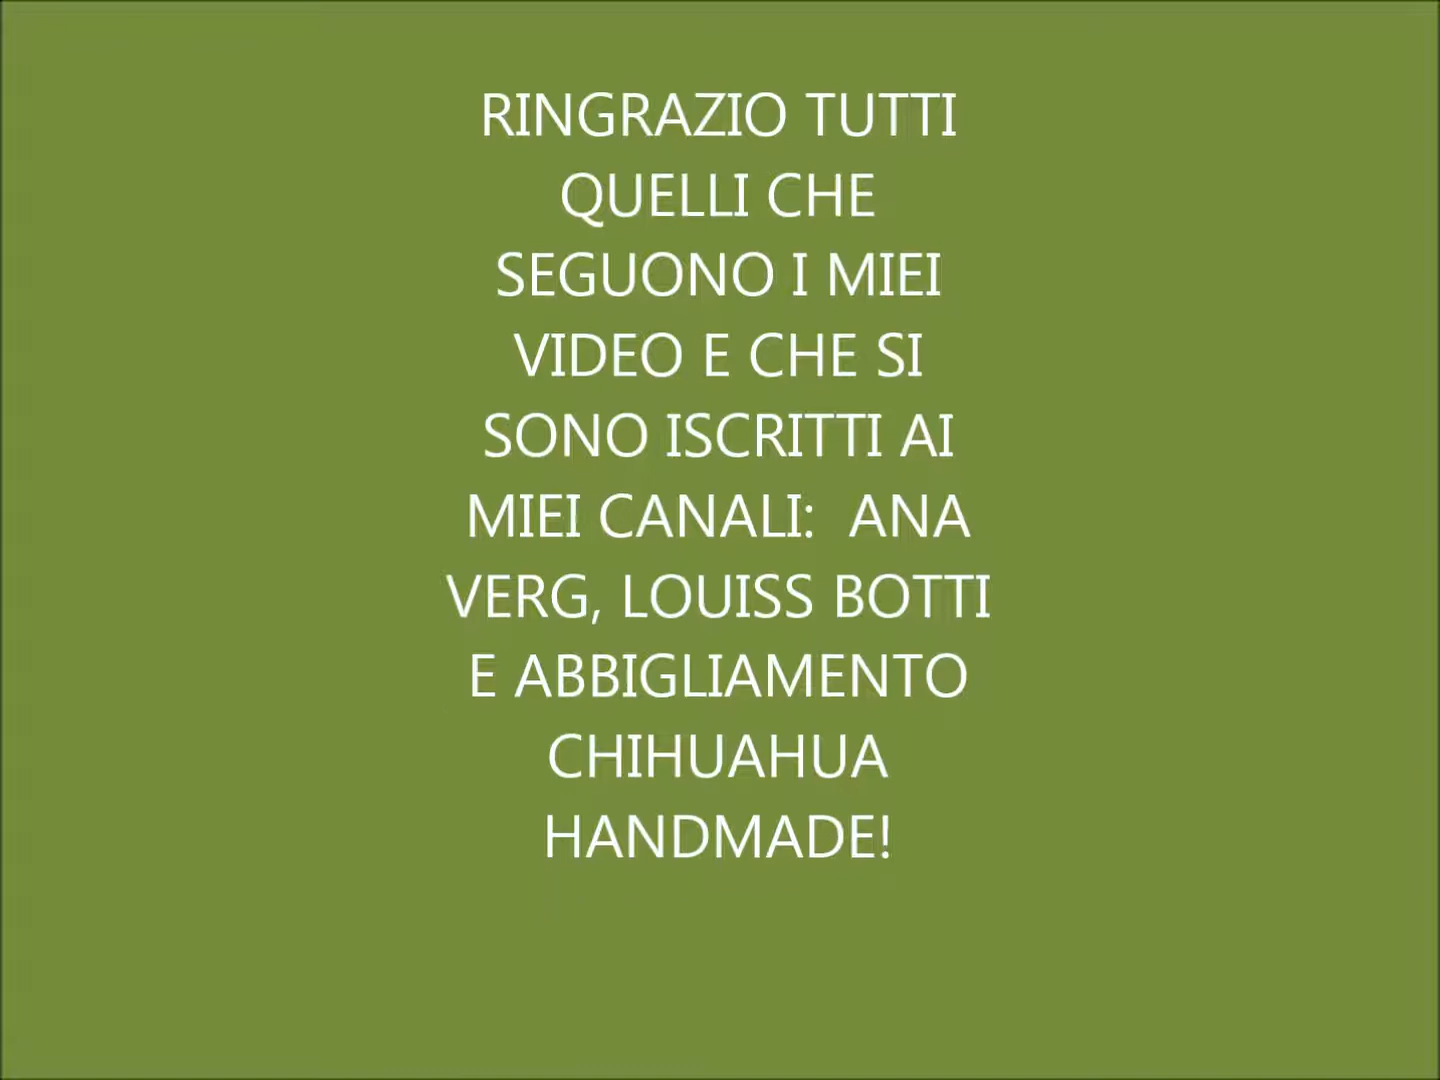 RINGRAZIO TUTTI
QUELLI CHE
SEGUONO I MIEI
VIDEO E CHE SI
SONO ISCRITTI AI
MIEI CANALI:  ANA
VERG, LOUISS BOTTI
E ABBIGLIAMENTO
CHIHUAHUA
HANDMADE!